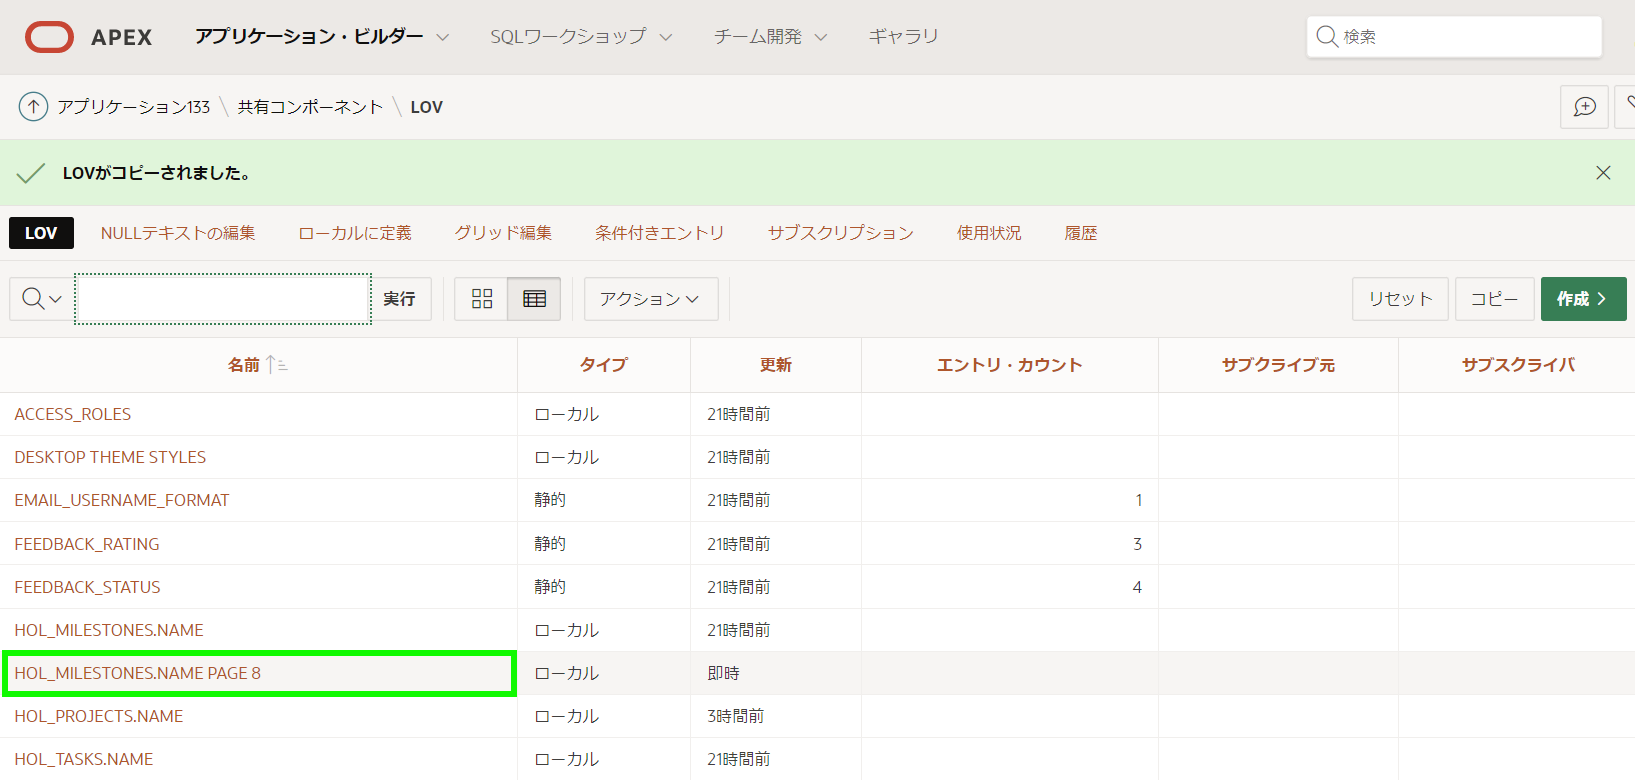 APEX アプリケーション・ビルダー SQLワークショップ チーム開発 ギャラリ 検索
アプリケーション133 \ 共有コンポーネント \ LOV
LOVがコピーされました。
LOV NULLテキストの編集 ローカルに定義 グリッド編集 条件付きエントリ サブスクリプション 使用状況 履歴
実行 アクション リセット コピー 作成
名前 タイプ 更新 エントリ・カウント サブクライブ元 サブスクライバ
ACCESS_ROLES ローカル 21時間前
DESKTOP THEME STYLES ローカル 21時間前
EMAIL_USERNAME_FORMAT 静的 21時間前 1
FEEDBACK_RATING 静的 21時間前 3
FEEDBACK_STATUS 静的 21時間前 4
HOL_MILESTONES.NAME ローカル 21時間前
HOL_MILESTONES.NAME PAGE 8 ローカル 即時
HOL_PROJECTS.NAME ローカル 3時間前
HOL_TASKS.NAME ローカル 21時間前